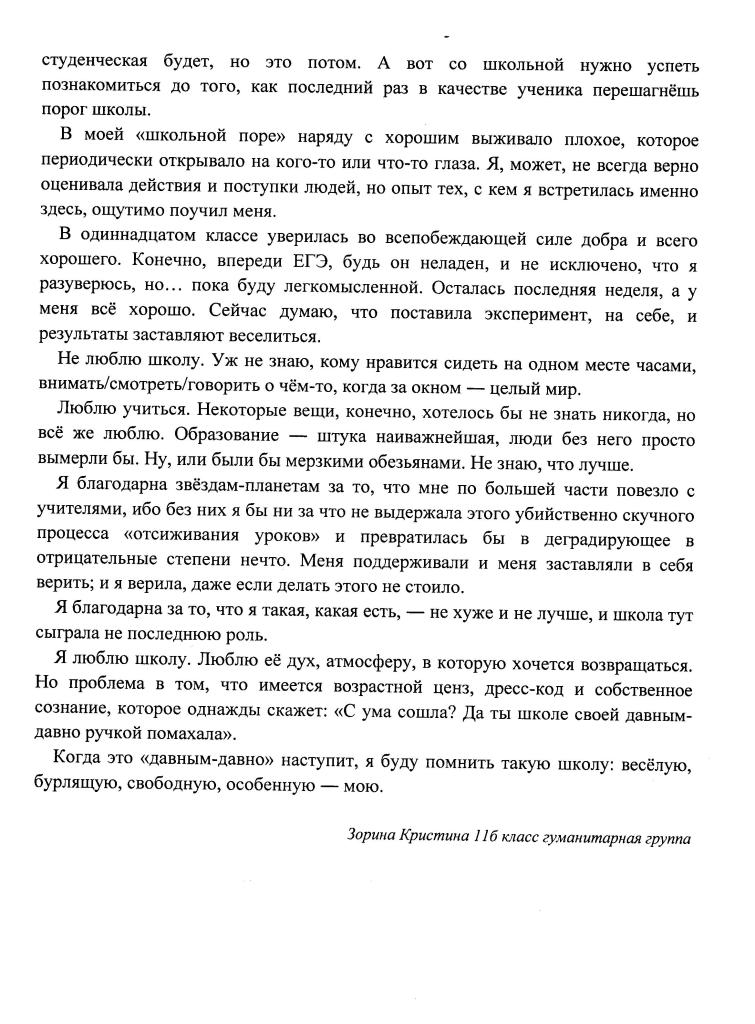 студенческая будет, но это потом. А вот со школьной нужно успеть
познакомиться до того, как последний раз в качестве ученика перешагнёшь
порог школы.
В моей «школьной поре» наряду с хорошим выживало плохое, которое
периодически открывало на кого-то или что-то глаза. Я, может, не всегда верно
оценивала действия и поступки людей, но опыт тех, с кем я встретилась именно
здесь, ощутимо поучил меня.
В одиннадцатом классе уверилась во всепобеждающей силе добра и всего
хорошего. Конечно, впереди ЕГЭ, будь он неладен, и не исключено, что я
разуверюсь, но… пока буду легкомысленной. Осталась последняя неделя, а у
меня всё хорошо. Сейчас думаю, что поставила эксперимент, на себе, и
результаты заставляют веселиться.
Не люблю школу. Уж не знаю, кому нравится сидеть на одном месте часами,
внимать/смотреть/говорить о чём-то, когда за окном — целый мир.
Люблю учиться. Некоторые вещи, конечно, хотелось бы не знать никогда, но
всё же люблю. Образование — штука наиважнейшая, люди без него просто
вымерли бы. Ну, или были бы мерзкими обезьянами. Не знаю, что лучше.
Я благодарна звёздам-планетам за то, что мне по большей части повезло с
учителями, ибо без них я бы ни за что не выдержала этого убийственно скучного
процесса «отсиживания уроков» и превратилась бы в деградирующее в
отрицательные степени нечто. Меня поддерживали и меня заставляли в себя
верить; и я верила, даже если делать этого не стоило.
Я благодарна за то, что я такая, какая есть, — не хуже и не лучше, и школа тут
сыграла не последнюю роль.
Я люблю школу. Люблю её дух, атмосферу, в которую хочется возвращаться.
Но проблема в том, что имеется возрастной ценз, дресс-код и собственное
сознание, которое однажды скажет: «С ума сошла? Да ты школе своей давным-
давно ручкой помахала».
Когда это «давным-давно» наступит, я буду помнить такую школу: весёлую,
бурлящую, свободную, особенную — мою.
Зорина Кристина 11б класс гуманитарная группа